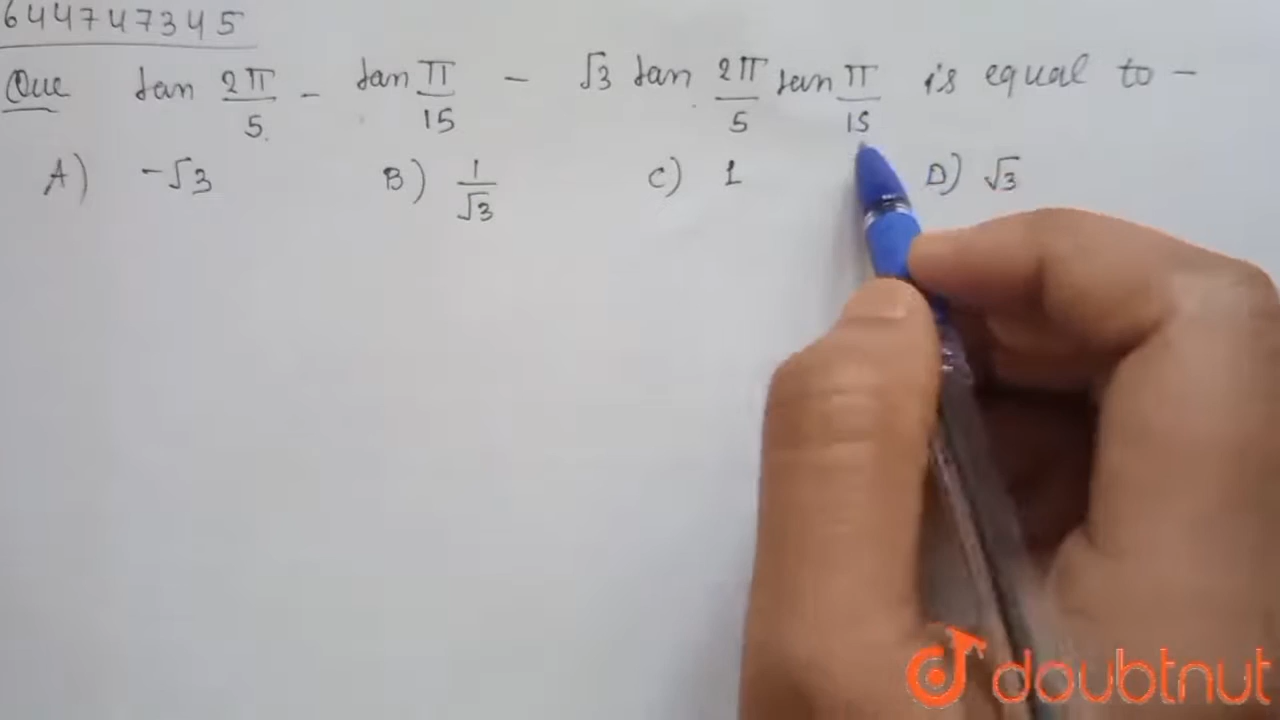 644747345
Que tan 2π/5 - tan π/15 - √3 tan 2π/5 tan π/15 is equal to -
A) -√3 B) 1/√3 C) 1 D) √3
doubtnut